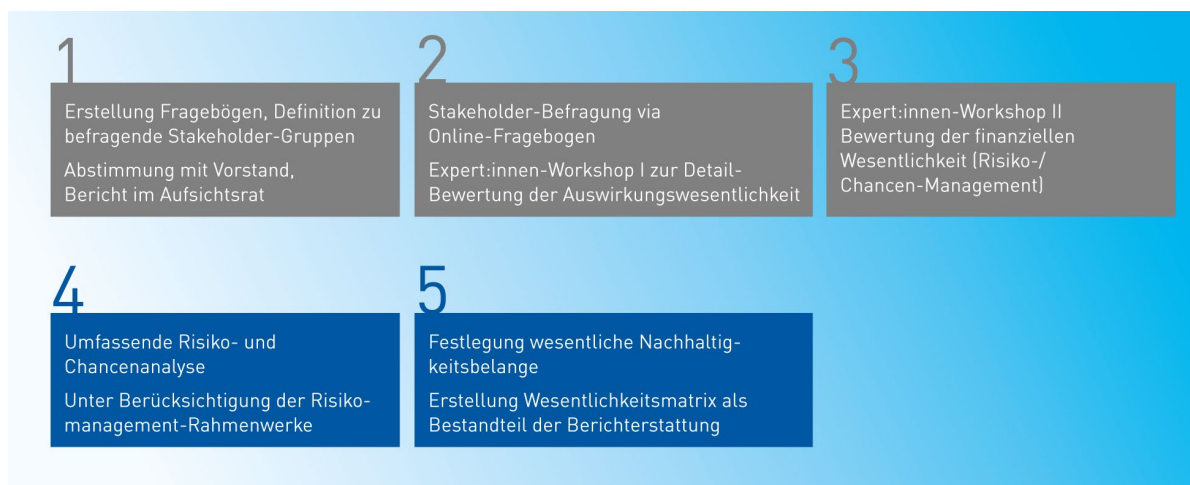 1
Erstellung Fragebögen, Definition zu
befragende Stakeholder-Gruppen
Abstimmung mit Vorstand,
Bericht im Aufsichtsrat
2
Stakeholder-Befragung via
Online-Fragebogen
Expert:innen-Workshop I zur Detail-
Bewertung der Auswirkungswesentlichkeit
3
Expert:innen-Workshop II
Bewertung der finanziellen
Wesentlichkeit (Risiko-/
Chancen-Management)
4
Umfassende Risiko- und
Chancenanalyse
Unter Berücksichtigung der Risiko-
management-Rahmenwerke
5
Festlegung wesentliche Nachhaltig-
keitsbelange
Erstellung Wesentlichkeitsmatrix als
Bestandteil der Berichterstattung